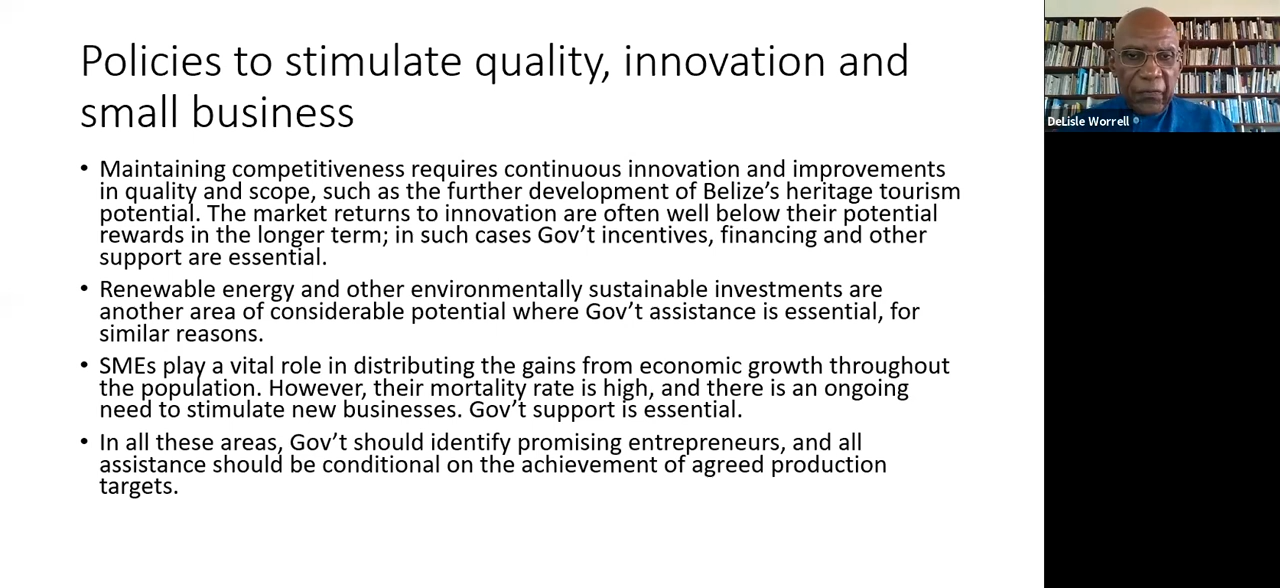 Policies to stimulate quality, innovation and
small business
• Maintaining competitiveness requires continuous innovation and improvements
in quality and scope, such as the further development of Belize’s heritage tourism
potential. The market returns to innovation are often well below their potential
rewards in the longer term; in such cases Gov’t incentives, financing and other
support are essential.
• Renewable energy and other environmentally sustainable investments are
another area of considerable potential where Gov’t assistance is essential, for
similar reasons.
• SMEs play a vital role in distributing the gains from economic growth throughout
the population. However, their mortality rate is high, and there is an ongoing
need to stimulate new businesses. Gov’t support is essential.
• In all these areas, Gov’t should identify promising entrepreneurs, and all
assistance should be conditional on the achievement of agreed production
targets.
DeLisle Worrell